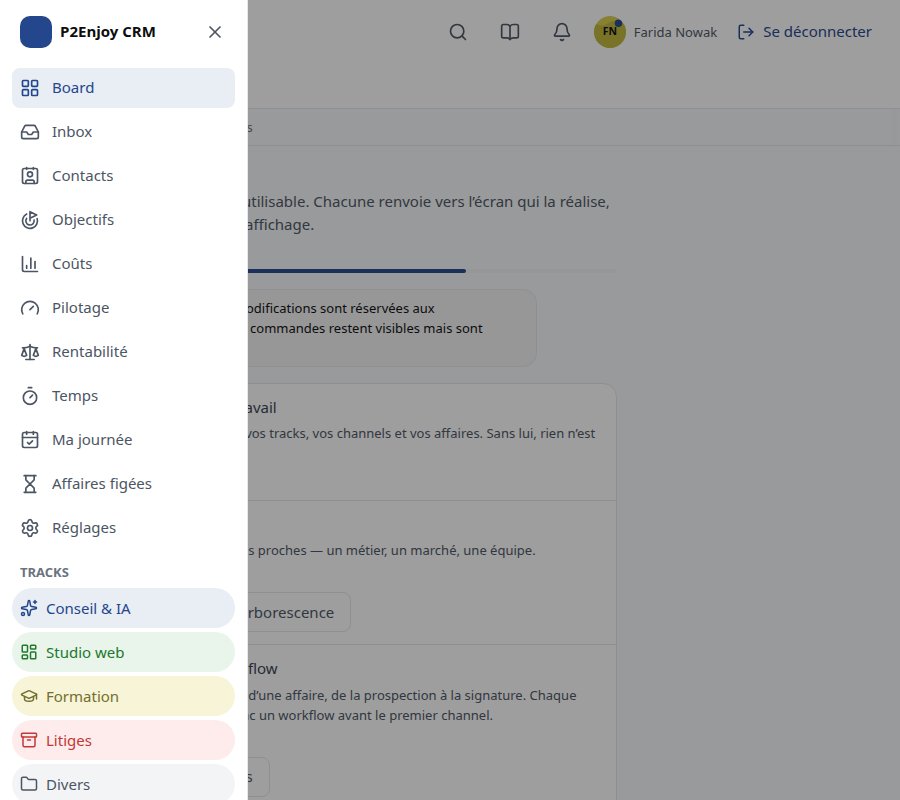 P2Enjoy CRM
FN
Farida Nowak
Se déconnecter
Board
Inbox
Contacts
Objectifs
Coûts
Pilotage
Rentabilité
Temps
Ma journée
Affaires figées
Réglages
TRACKS
Conseil & IA
Studio web
Formation
Litiges
Divers
s
utilisable. Chacune renvoie vers l’écran qui la réalise,
affichage.
odifications sont réservées aux
commandes restent visibles mais sont
avail
vos tracks, vos channels et vos affaires. Sans lui, rien n’est
s proches — un métier, un marché, une équipe.
rborescence
flow
d’une affaire, de la prospection à la signature. Chaque
c un workflow avant le premier channel.
s